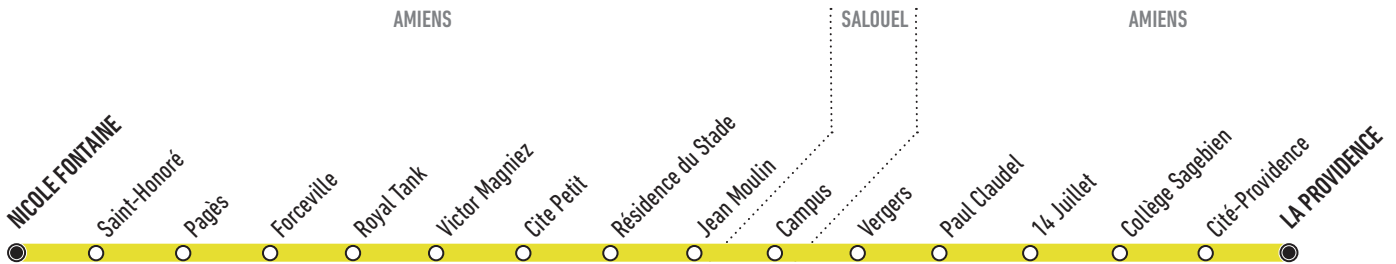 AMIENS
SALOUEL
AMIENS
NICOLE FONTAINE
Saint-Honoré
Pagès
Forceville
Royal Tank
Victor Magniez
Cite Petit
Résidence du Stade
Jean Moulin
Campus
Vergers
Paul Claudel
14 Juillet
Collège Sagebien
Cité-Providence
LA PROVIDENCE